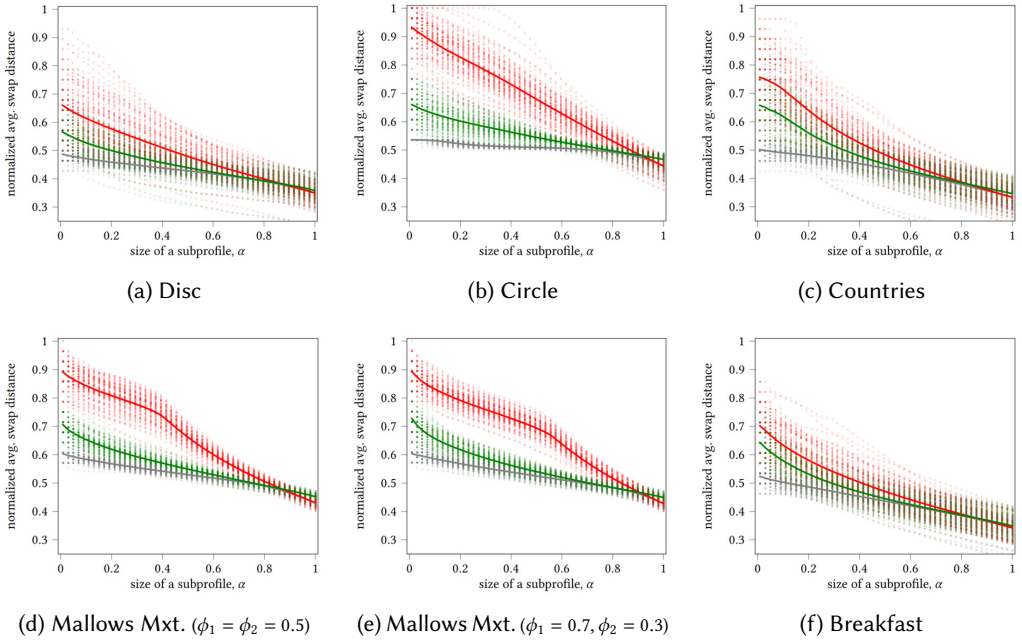 1
0.9
0.8
0.7
0.6
0.5
0.4
0.3
normalized avg. swap distance
0 0.2 0.4 0.6 0.8 1
size of a subprofile, α
(a) Disc
1
0.9
0.8
0.7
0.6
0.5
0.4
0.3
normalized avg. swap distance
0 0.2 0.4 0.6 0.8 1
size of a subprofile, α
(b) Circle
1
0.9
0.8
0.7
0.6
0.5
0.4
0.3
normalized avg. swap distance
0 0.2 0.4 0.6 0.8 1
size of a subprofile, α
(c) Countries
1
0.9
0.8
0.7
0.6
0.5
0.4
0.3
normalized avg. swap distance
0 0.2 0.4 0.6 0.8 1
size of a subprofile, α
(d) Mallows Mxt. (ϕ₁ = ϕ₂ = 0.5)
1
0.9
0.8
0.7
0.6
0.5
0.4
0.3
normalized avg. swap distance
0 0.2 0.4 0.6 0.8 1
size of a subprofile, α
(e) Mallows Mxt. (ϕ₁ = 0.7, ϕ₂ = 0.3)
1
0.9
0.8
0.7
0.6
0.5
0.4
0.3
normalized avg. swap distance
0 0.2 0.4 0.6 0.8 1
size of a subprofile, α
(f) Breakfast